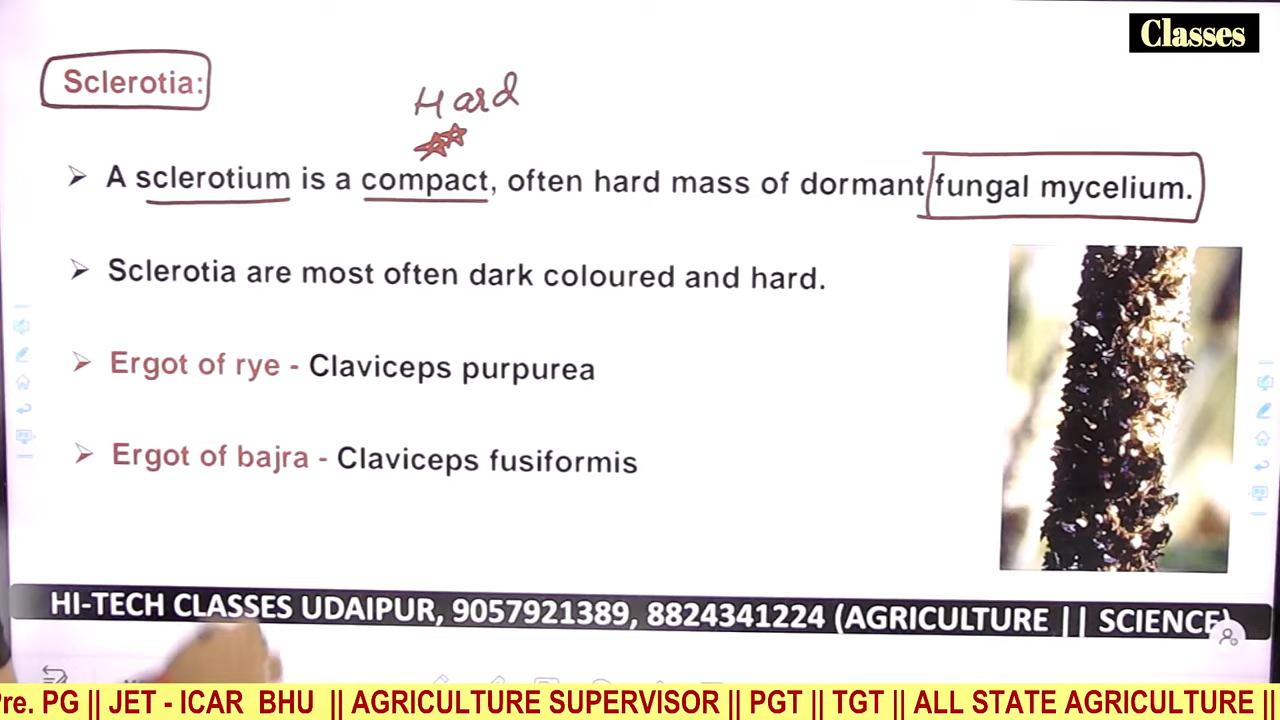 Classes
Sclerotia:
Hard
A sclerotium is a compact, often hard mass of dormant fungal mycelium.
Sclerotia are most often dark coloured and hard.
Ergot of rye - Claviceps purpurea
Ergot of bajra - Claviceps fusiformis
HI-TECH CLASSES UDAIPUR, 9057921389, 8824341224 (AGRICULTURE || SCIENCE)
Pre. PG || JET - ICAR BHU || AGRICULTURE SUPERVISOR || PGT || TGT || ALL STATE AGRICULTURE ||